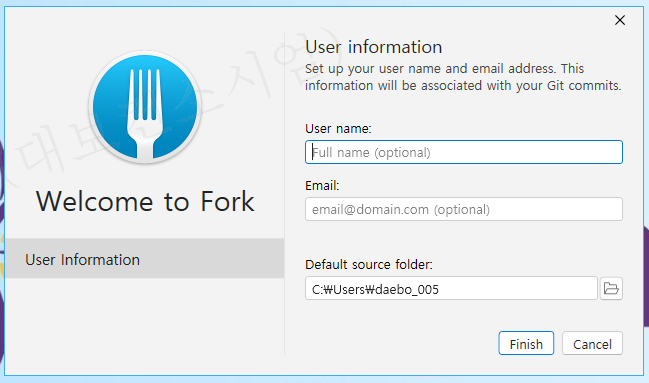 User information
Set up your user name and email address. This
information will be associated with your Git commits.
User name:
Full name (optional)
Email:
email@domain.com (optional)
Welcome to Fork
User Information
Default source folder:
C:₩Users₩daebo_005
Finish
Cancel